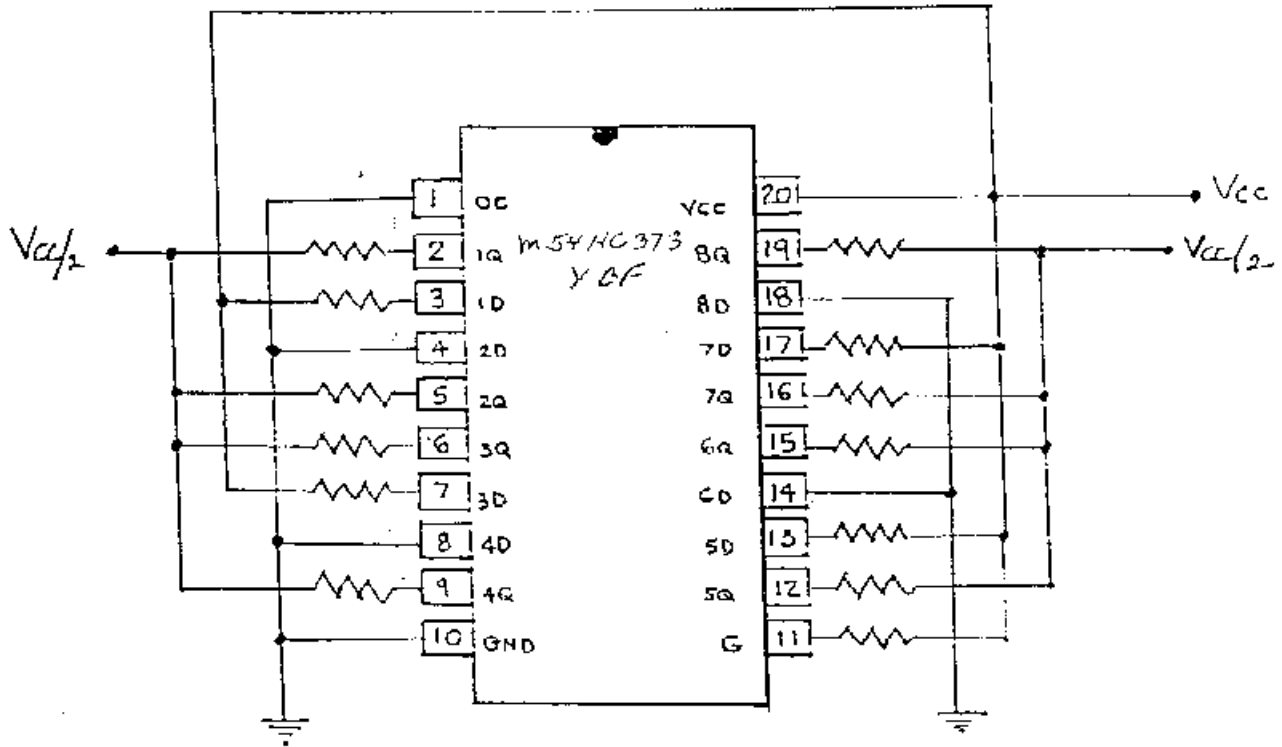 1 OC
VCC 20
Vcc
Vcc/2
2 1Q
M54HC373
8Q 19
Vcc/2
YBF
3 1D
8D 18
4 2D
7D 17
5 2Q
7Q 16
6 3Q
6Q 15
7 3D
6D 14
8 4D
5D 13
9 4Q
5Q 12
10 GND
G 11